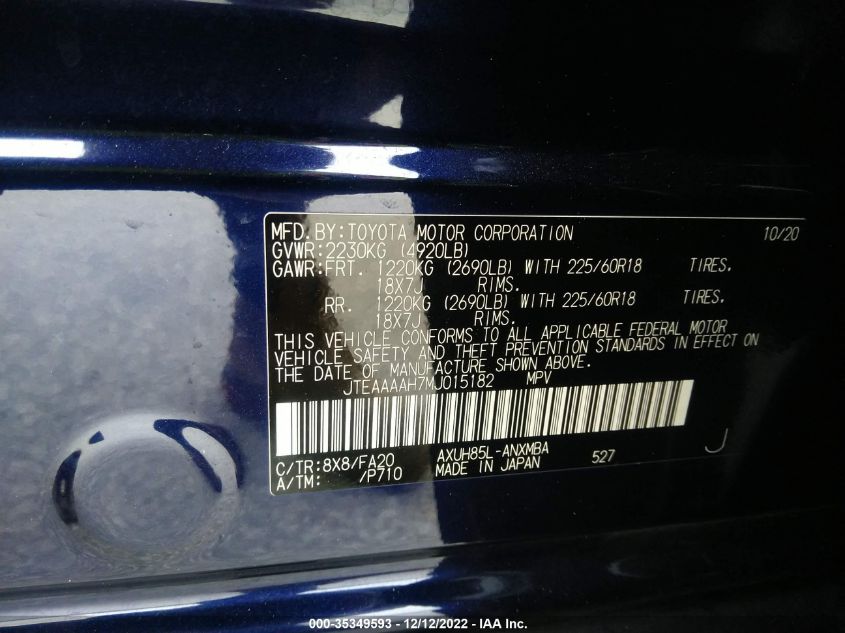 MFD. BY: TOYOTA MOTOR CORPORATION 10/20
GVWR: 2230KG (4920LB)
GAWR: FRT. 1220KG (2690LB) WITH 225/60R18 TIRES.
18X7J RIMS.
RR. 1220KG (2690LB) WITH 225/60R18 TIRES.
18X7J RIMS.
THIS VEHICLE CONFORMS TO ALL APPLICABLE FEDERAL MOTOR
VEHICLE SAFETY AND THEFT PREVENTION STANDARDS IN EFFECT ON
THE DATE OF MANUFACTURE SHOWN ABOVE.
JTEAAAAH7MJ015182 MPV
C/TR: 8X8/FA20 AXUH85L-ANXMBA 527 J
A/TM: /P710 MADE IN JAPAN
000-35349593 - 12/12/2022 - IAA Inc.